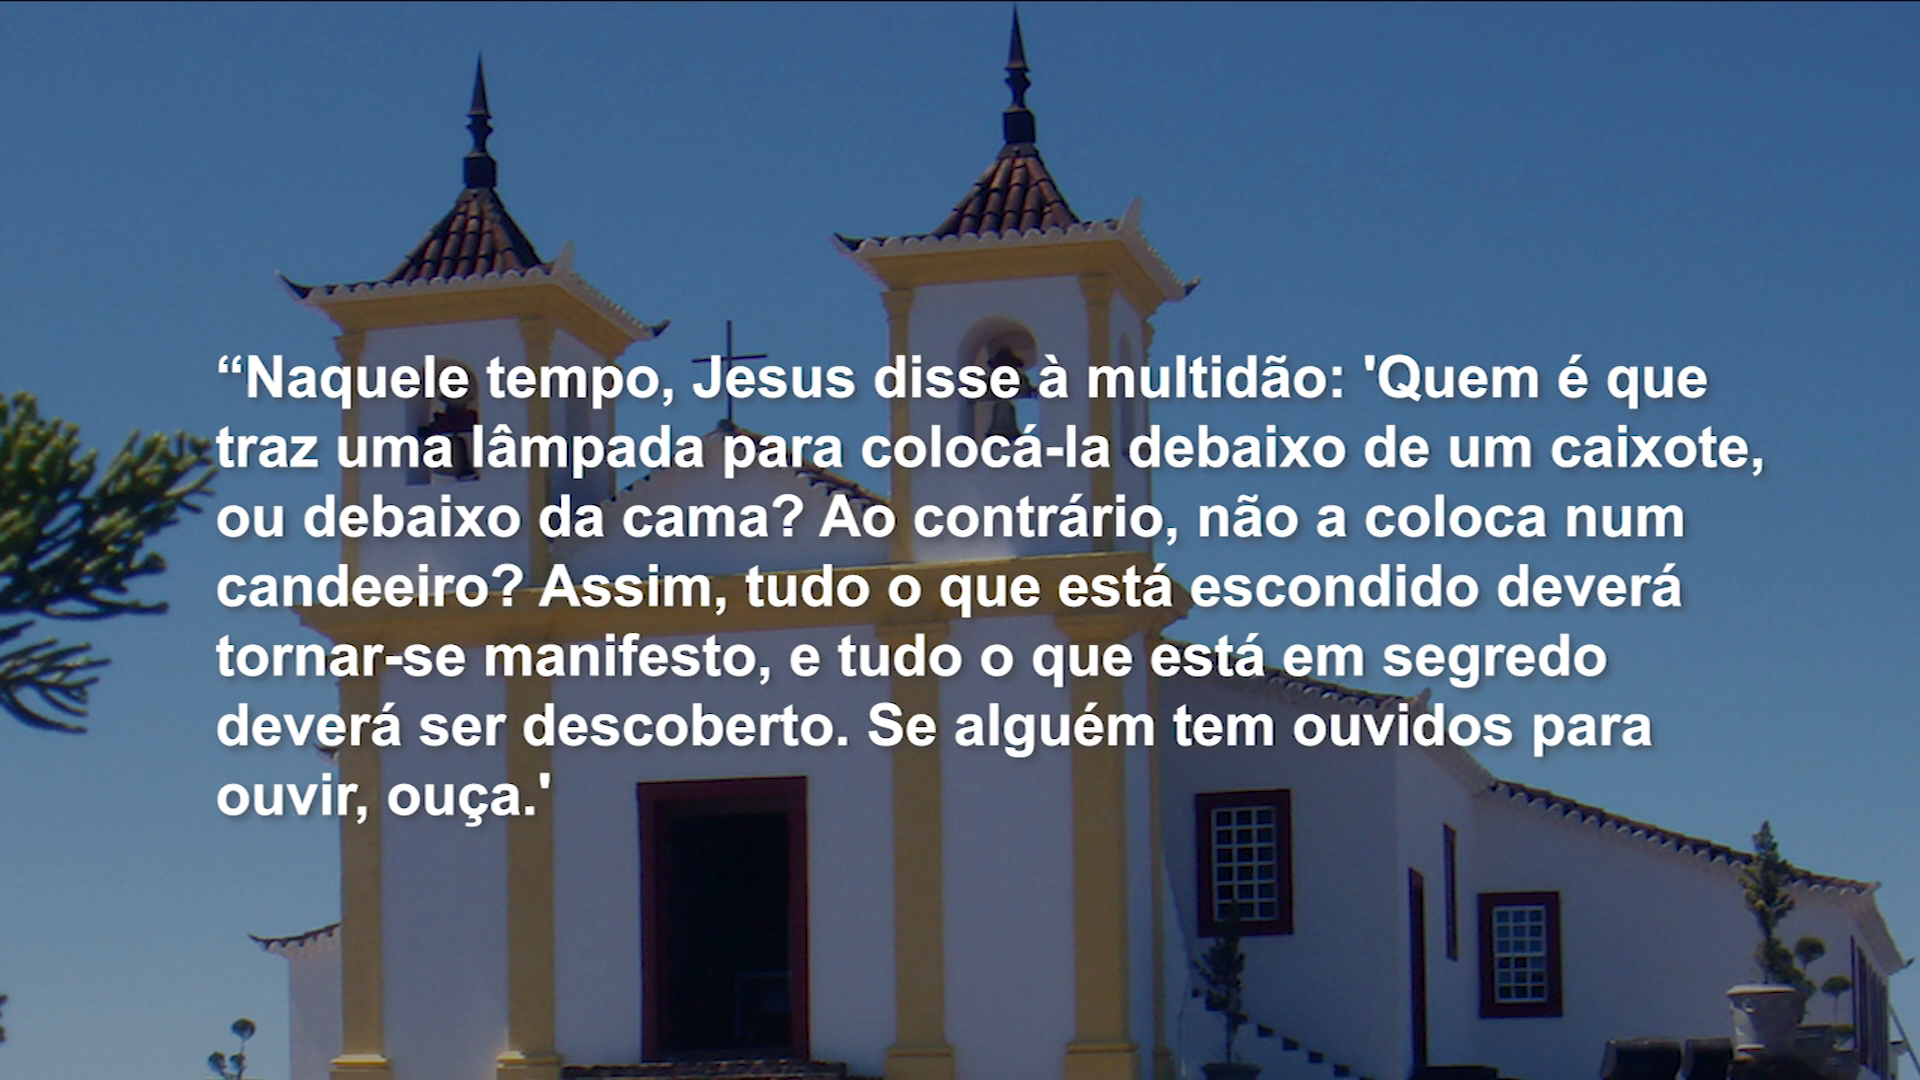 “Naquele tempo, Jesus disse à multidão: 'Quem é que
traz uma lâmpada para colocá-la debaixo de um caixote,
ou debaixo da cama? Ao contrário, não a coloca num
candeeiro? Assim, tudo o que está escondido deverá
tornar-se manifesto, e tudo o que está em segredo
deverá ser descoberto. Se alguém tem ouvidos para
ouvir, ouça.'